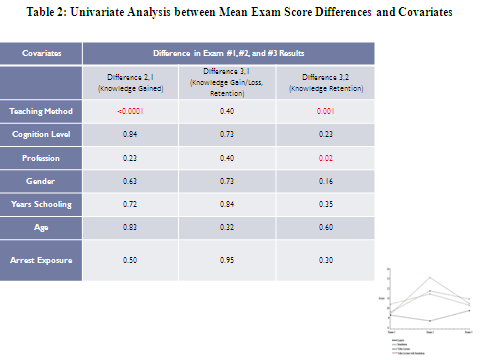 Table 2: Univariate Analysis between Mean Exam Score Differences and Covariates
Covariates Difference in Exam #1,#2, and #3 Results
Difference 2,1 Difference 3,1 Difference 3,2
(Knowledge Gained) (Knowledge Gain/Loss, (Knowledge Retention)
Retention)
Teaching Method <0.0001 0.40 0.001
Cognition Level 0.84 0.73 0.23
Profession 0.23 0.40 0.02
Gender 0.63 0.73 0.16
Years Schooling 0.72 0.84 0.35
Age 0.83 0.32 0.60
Arrest Exposure 0.50 0.95 0.30